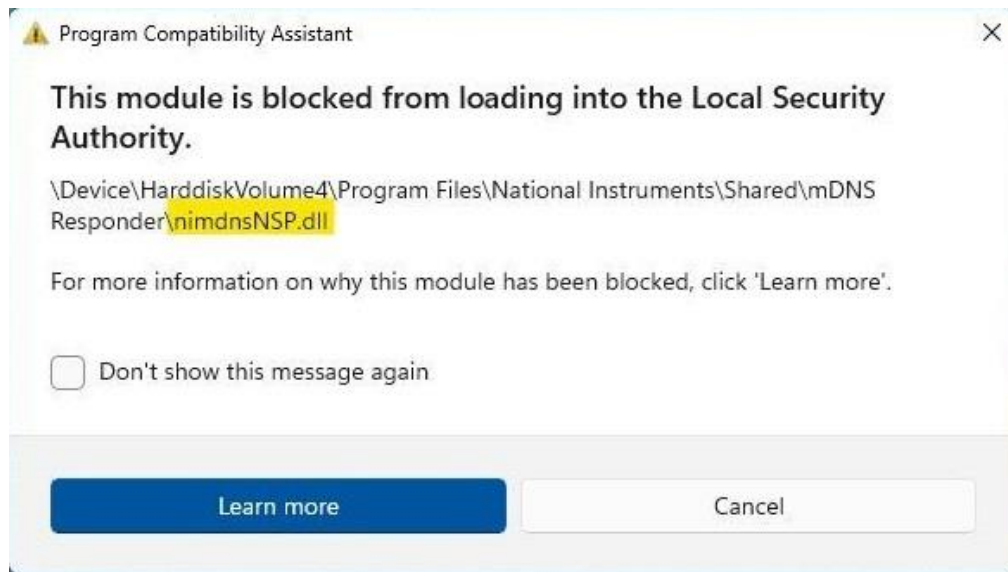 Program Compatibility Assistant
This module is blocked from loading into the Local Security
Authority.
\Device\HarddiskVolume4\Program Files\National Instruments\Shared\mDNS
Responder\nimdnsNSP.dll
For more information on why this module has been blocked, click 'Learn more'.
Don't show this message again
Learn more
Cancel